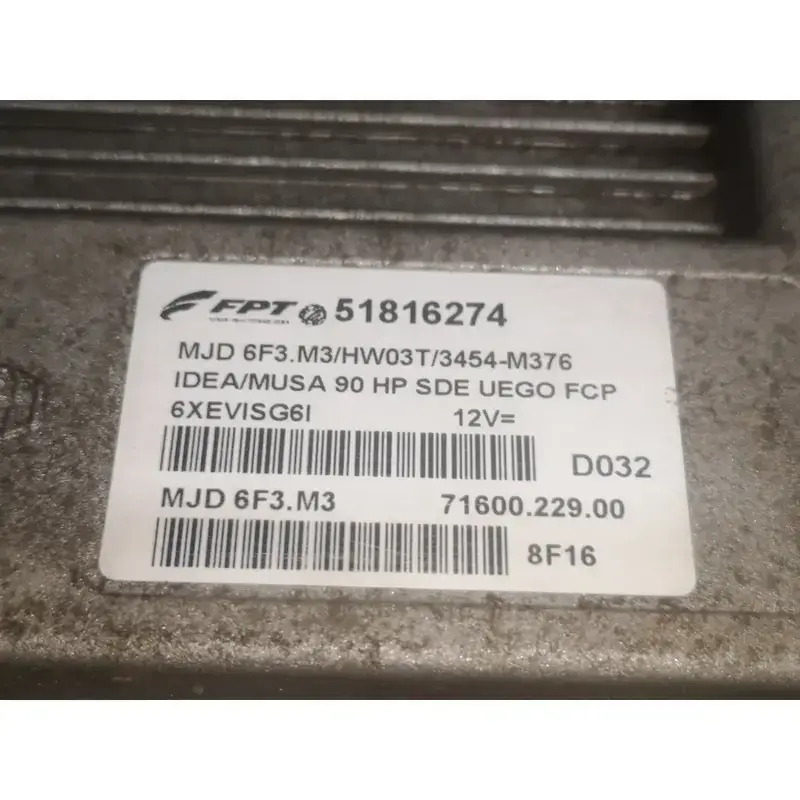 FPT 51816274
MJD 6F3.M3/HW03T/3454-M376
IDEA/MUSA 90 HP SDE UEGO FCP
6XEVISG6I 12V=
D032
MJD 6F3.M3 71600.229.00
8F16